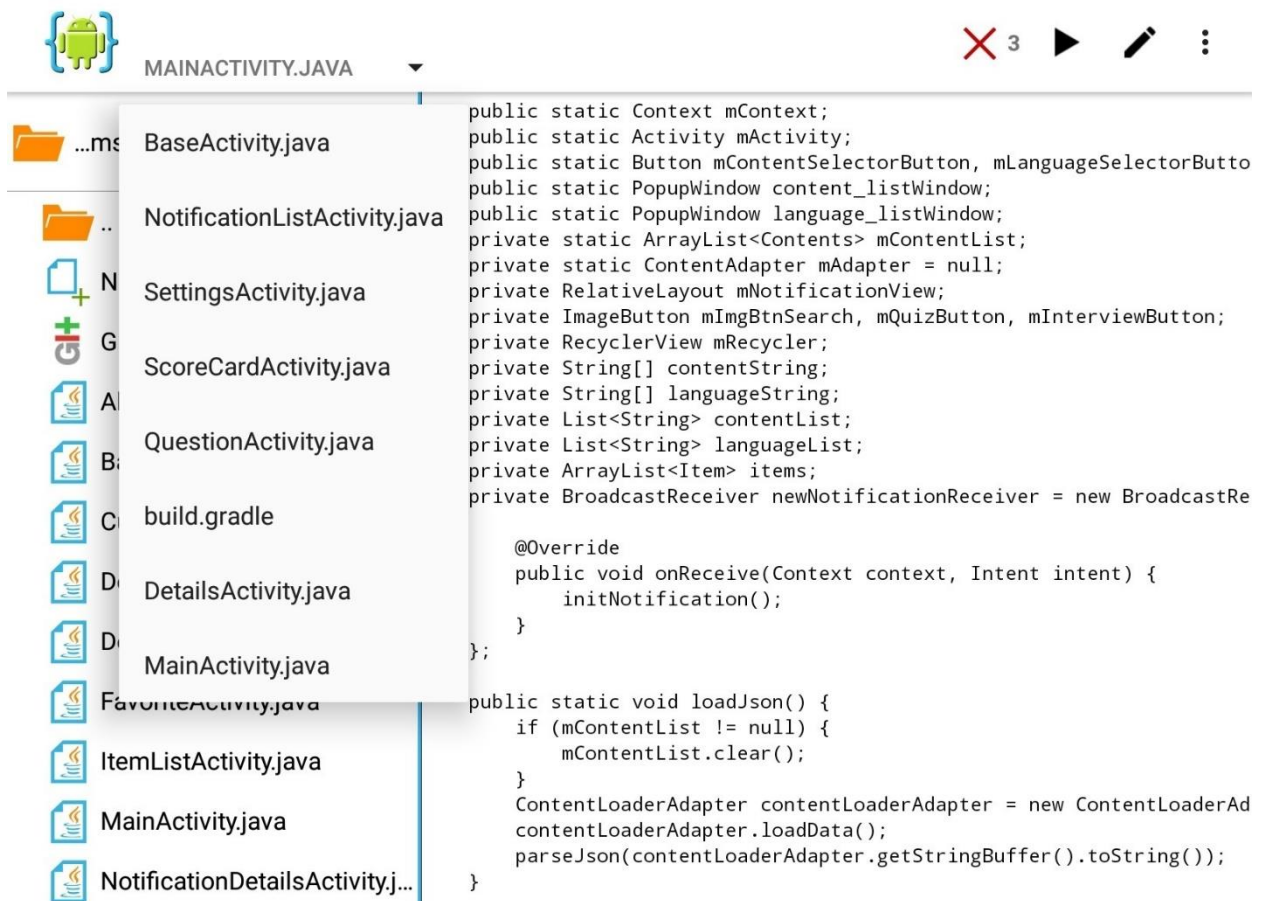 MAINACTIVITY.JAVA
3
...ms
..
N
Git
Al
Ba
Cu
De
De
FavoriteActivity.java
ItemListActivity.java
MainActivity.java
NotificationDetailsActivity.j...
BaseActivity.java
NotificationListActivity.java
SettingsActivity.java
ScoreCardActivity.java
QuestionActivity.java
build.gradle
DetailsActivity.java
MainActivity.java
public static Context mContext;
public static Activity mActivity;
public static Button mContentSelectorButton, mLanguageSelectorButto
public static PopupWindow content_listWindow;
public static PopupWindow language_listWindow;
private static ArrayList<Contents> mContentList;
private static ContentAdapter mAdapter = null;
private RelativeLayout mNotificationView;
private ImageButton mImgBtnSearch, mQuizButton, mInterviewButton;
private RecyclerView mRecycler;
private String[] contentString;
private String[] languageString;
private List<String> contentList;
private List<String> languageList;
private ArrayList<Item> items;
private BroadcastReceiver newNotificationReceiver = new BroadcastRe
@Override
public void onReceive(Context context, Intent intent) {
initNotification();
}
};
public static void loadJson() {
if (mContentList != null) {
mContentList.clear();
}
ContentLoaderAdapter contentLoaderAdapter = new ContentLoaderAd
contentLoaderAdapter.loadData();
parseJson(contentLoaderAdapter.getStringBuffer().toString());
}